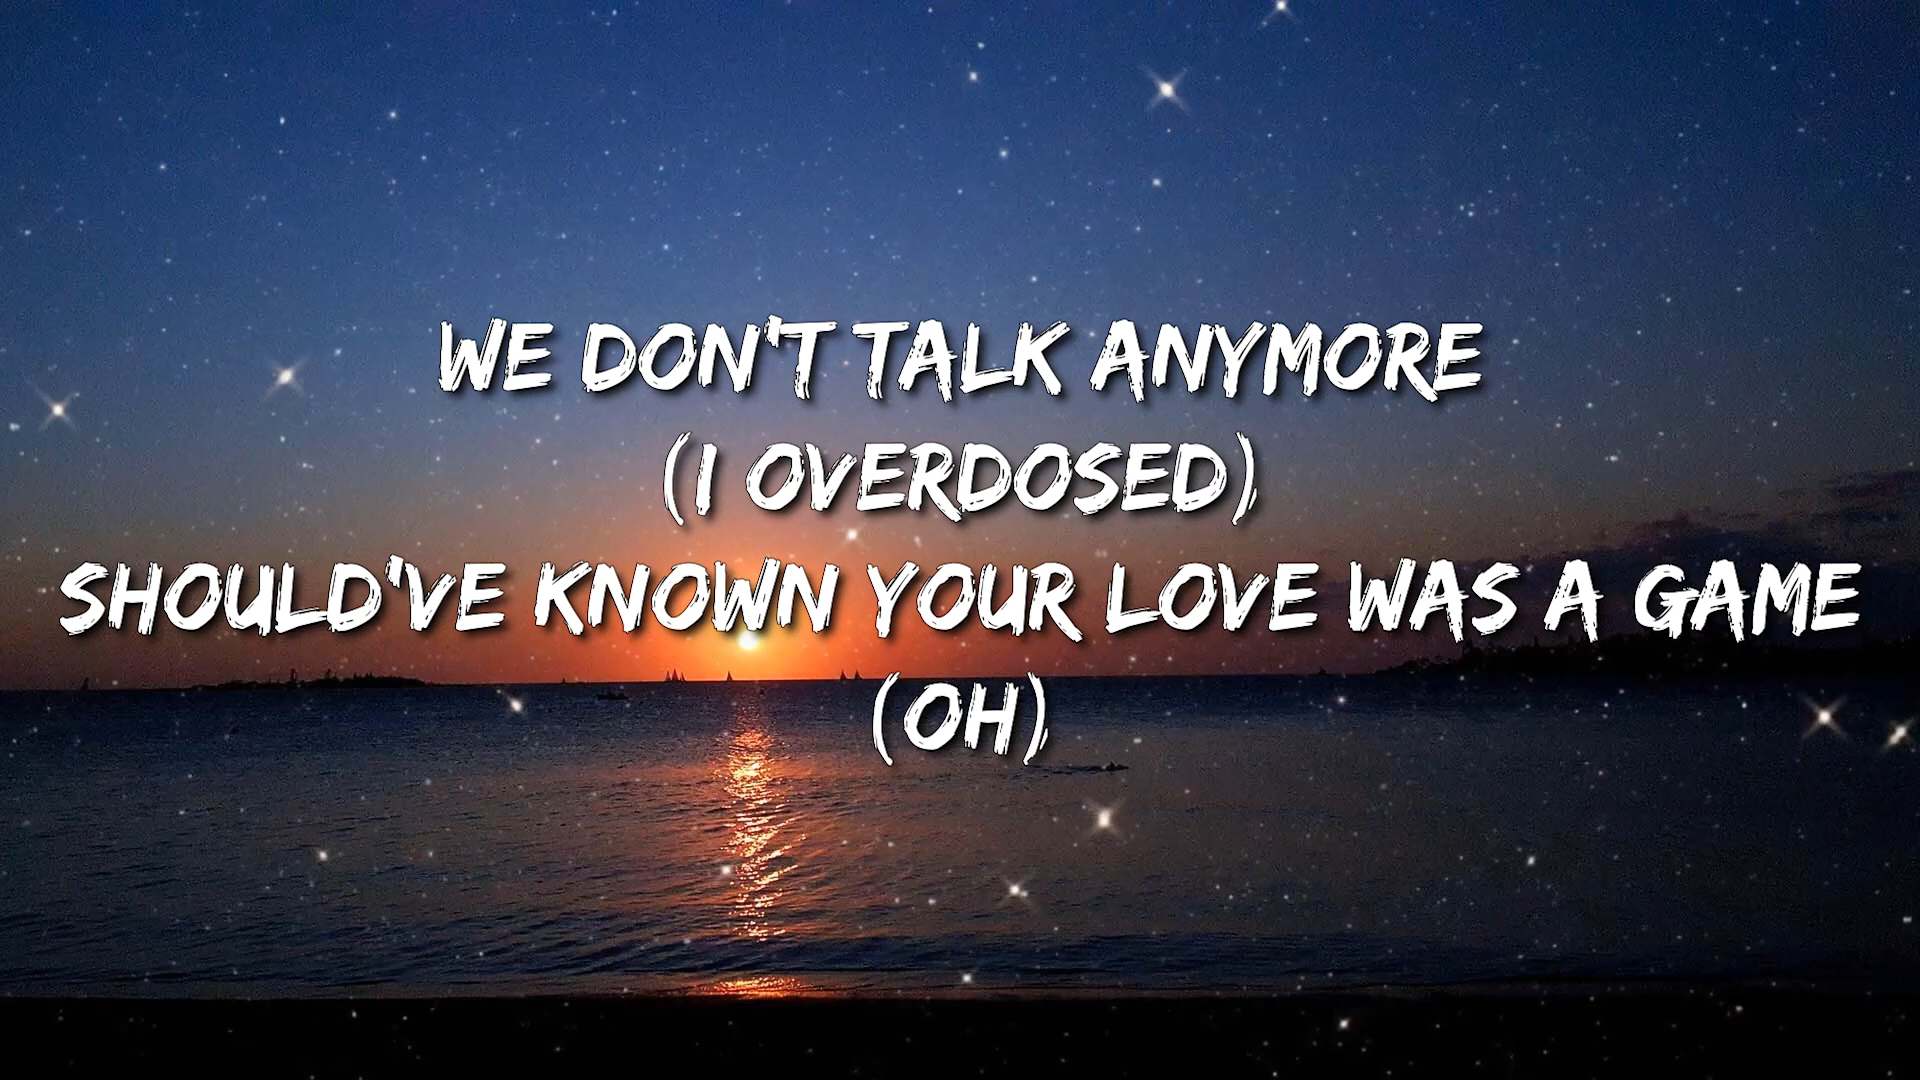 WE DON'T TALK ANYMORE
(I OVERDOSED)
SHOULD'VE KNOWN YOUR LOVE WAS A GAME
(OH)